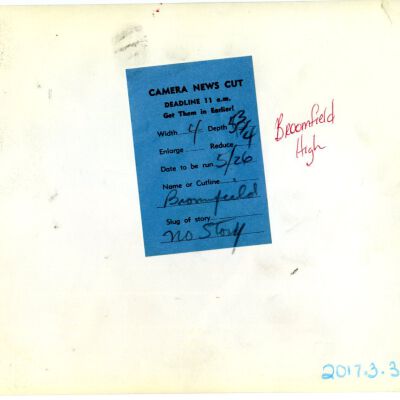 CAMERA NEWS CUT
DEADLINE 11 a.m.
Get Them in Earlier!
Width 4 Depth 5 3/4
Enlarge Reduce
Date to be run 5/26
Name or Cutline
Broomfield
Slug of story
No Story
Broomfield
High
2017.3.3